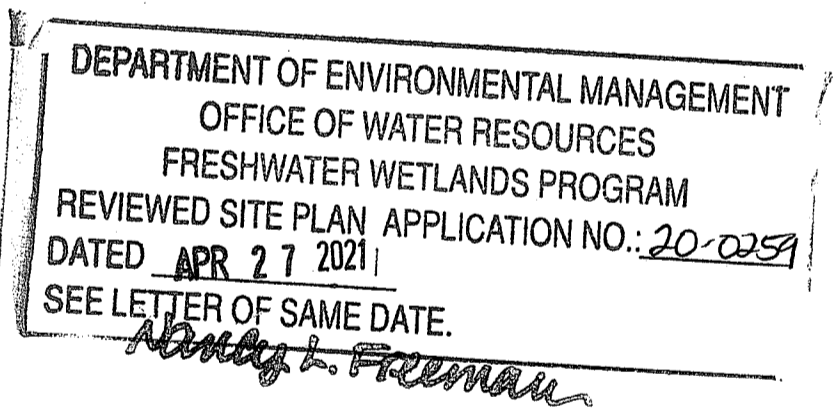 DEPARTMENT OF ENVIRONMENTAL MANAGEMENT
OFFICE OF WATER RESOURCES
FRESHWATER WETLANDS PROGRAM
REVIEWED SITE PLAN APPLICATION NO.: 20-0259
DATED APR 27 2021
SEE LETTER OF SAME DATE.
Nancy L. Freeman